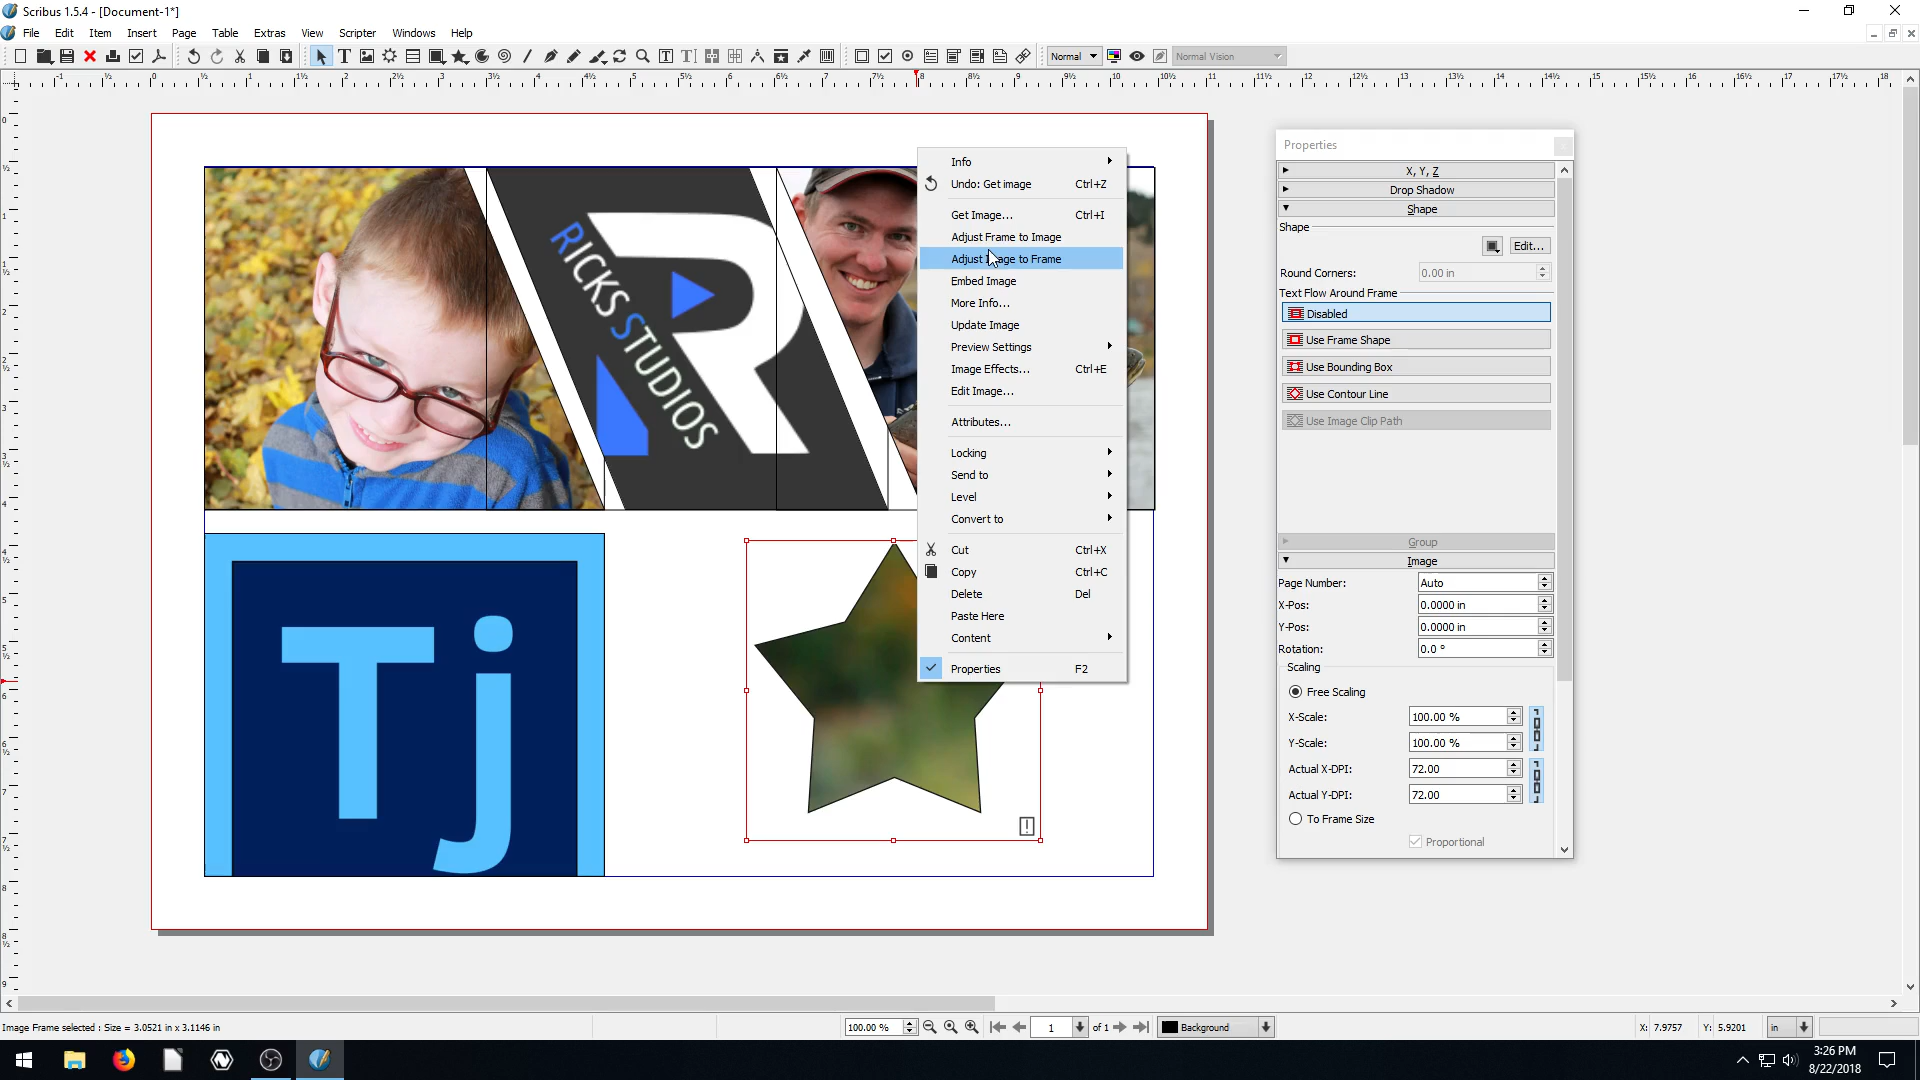 Scribus 1.5.4 - [Document-1*]
File Edit Item Insert Page Table Extras View Scripter Windows Help
Normal
Normal Vision
RICKS STUDIOS
Tj
Info
Undo: Get image Ctrl+Z
Get Image... Ctrl+I
Adjust Frame to Image
Adjust Image to Frame
Embed Image
More Info...
Update Image
Preview Settings
Image Effects... Ctrl+E
Edit Image...
Attributes...
Locking
Send to
Level
Convert to
Cut Ctrl+X
Copy Ctrl+C
Delete Del
Paste Here
Content
Properties F2
Properties
X, Y, Z
Drop Shadow
Shape
Shape
Edit...
Round Corners: 0.00 in
Text Flow Around Frame
Disabled
Use Frame Shape
Use Bounding Box
Use Contour Line
Use Image Clip Path
Group
Image
Page Number: Auto
X-Pos: 0.0000 in
Y-Pos: 0.0000 in
Rotation: 0.0 °
Scaling
Free Scaling
X-Scale: 100.00 %
Y-Scale: 100.00 %
Actual X-DPI: 72.00
Actual Y-DPI: 72.00
To Frame Size
Proportional
Image Frame selected : Size = 3.0521 in x 3.1146 in
100.00 %
1
of 1
Background
X: 7.9757 Y: 5.9201
in
3:26 PM
8/22/2018